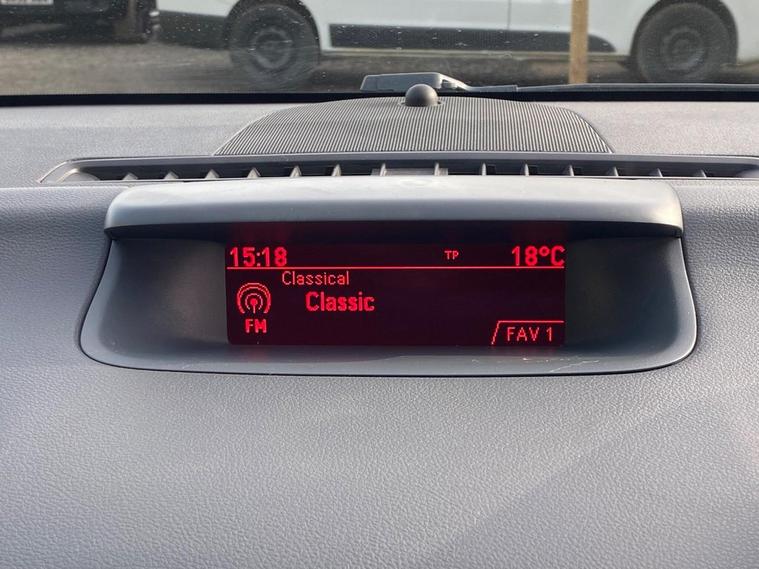 15:18 TP 18°C
Classical
Classic
FM
FAV 1